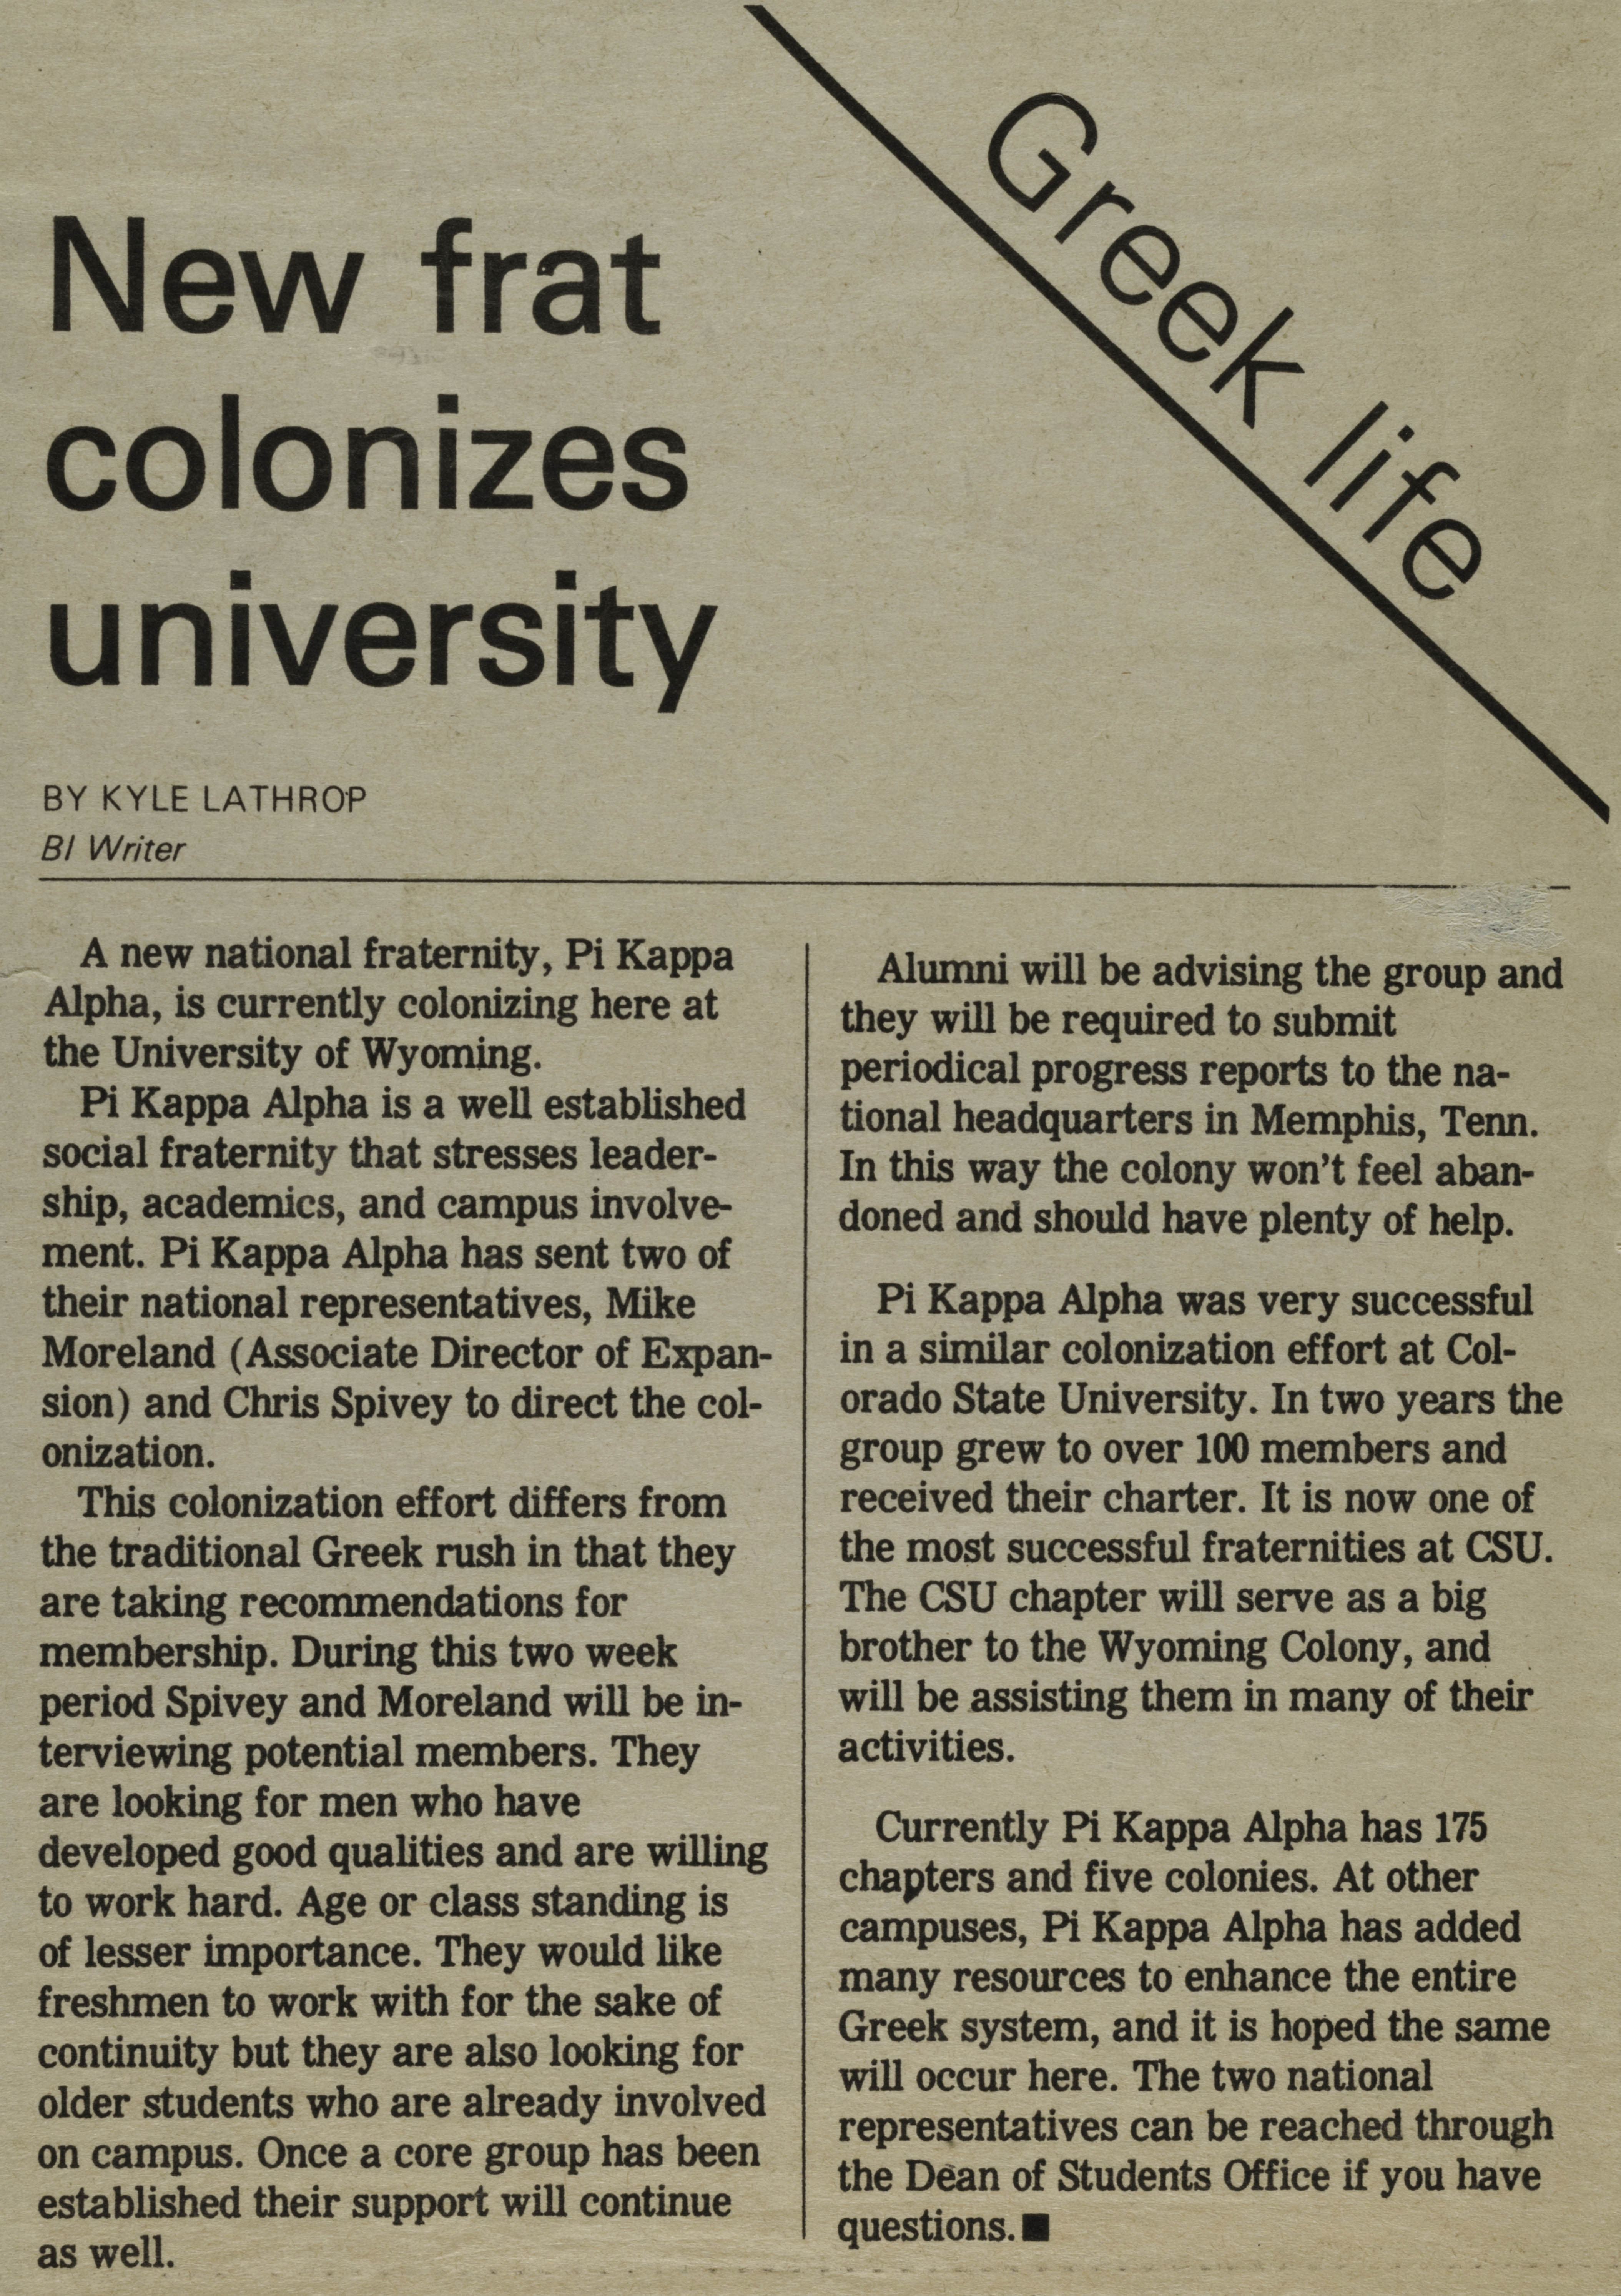 Greek life
New frat
colonizes
university
BY KYLE LATHROP
BI Writer
A new national fraternity, Pi Kappa
Alpha, is currently colonizing here at
the University of Wyoming.
Pi Kappa Alpha is a well established
social fraternity that stresses leader-
ship, academics, and campus involve-
ment. Pi Kappa Alpha has sent two of
their national representatives, Mike
Moreland (Associate Director of Expan-
sion) and Chris Spivey to direct the col-
onization.
This colonization effort differs from
the traditional Greek rush in that they
are taking recommendations for
membership. During this two week
period Spivey and Moreland will be in-
terviewing potential members. They
are looking for men who have
developed good qualities and are willing
to work hard. Age or class standing is
of lesser importance. They would like
freshmen to work with for the sake of
continuity but they are also looking for
older students who are already involved
on campus. Once a core group has been
established their support will continue
as well.
Alumni will be advising the group and
they will be required to submit
periodical progress reports to the na-
tional headquarters in Memphis, Tenn.
In this way the colony won't feel aban-
doned and should have plenty of help.
Pi Kappa Alpha was very successful
in a similar colonization effort at Col-
orado State University. In two years the
group grew to over 100 members and
received their charter. It is now one of
the most successful fraternities at CSU.
The CSU chapter will serve as a big
brother to the Wyoming Colony, and
will be assisting them in many of their
activities.
Currently Pi Kappa Alpha has 175
chapters and five colonies. At other
campuses, Pi Kappa Alpha has added
many resources to enhance the entire
Greek system, and it is hoped the same
will occur here. The two national
representatives can be reached through
the Dean of Students Office if you have
questions.■